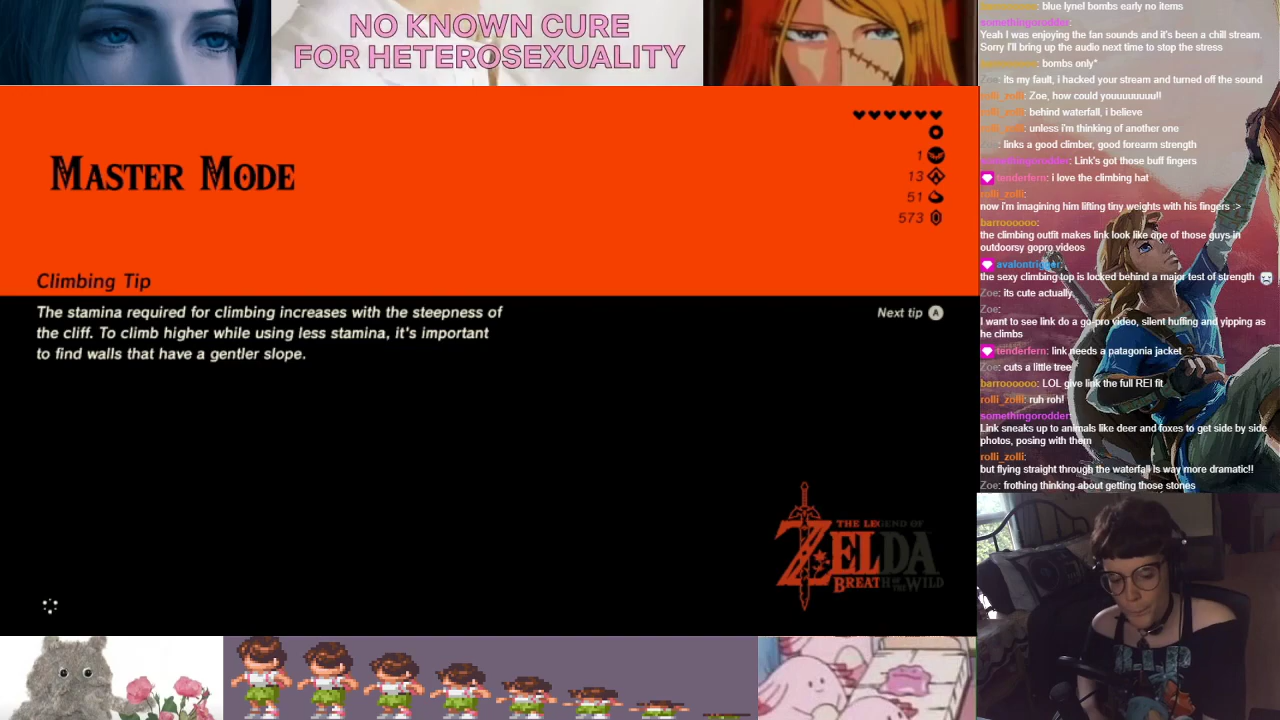 NO KNOWN CURE
FOR HETEROSEXUALITY
MASTER MODE
1
13
51
573
Climbing Tip
The stamina required for climbing increases with the steepness of
the cliff. To climb higher while using less stamina, it's important
to find walls that have a gentler slope.
Next tip A
THE LEGEND OF
ZELDA
BREATH OF THE WILD
blue lynel bombs early no items
somethingorodder:
Yeah I was enjoying the fan sounds and it's been a chill stream.
Sorry I'll bring up the audio next time to stop the stress
bombs only*
Zoe: its my fault, i hacked your stream and turned off the sound
rolli_zolli: Zoe, how could youuuuuuuu!!
rolli_zolli: behind waterfall, i believe
rolli_zolli: unless i'm thinking of another one
Zoe: links a good climber, good forearm strength
somethingorodder: Link's got those buff fingers
tenderfern: i love the climbing hat
rolli_zolli:
now i'm imagining him lifting tiny weights with his fingers :>
barroooooo:
the climbing outfit makes link look like one of those guys in
outdoorsy gopro videos
avalontrigger:
the sexy climbing top is locked behind a major test of strength
Zoe: its cute actually
Zoe:
I want to see link do a go-pro video, silent huffing and yipping as
he climbs
tenderfern: link needs a patagonia jacket
Zoe: cuts a little tree
barroooooo: LOL give link the full REI fit
rolli_zolli: ruh roh!
somethingorodder:
Link sneaks up to animals like deer and foxes to get side by side
photos, posing with them
rolli_zolli:
but flying straight through the waterfall is way more dramatic!!
Zoe: frothing thinking about getting those stones